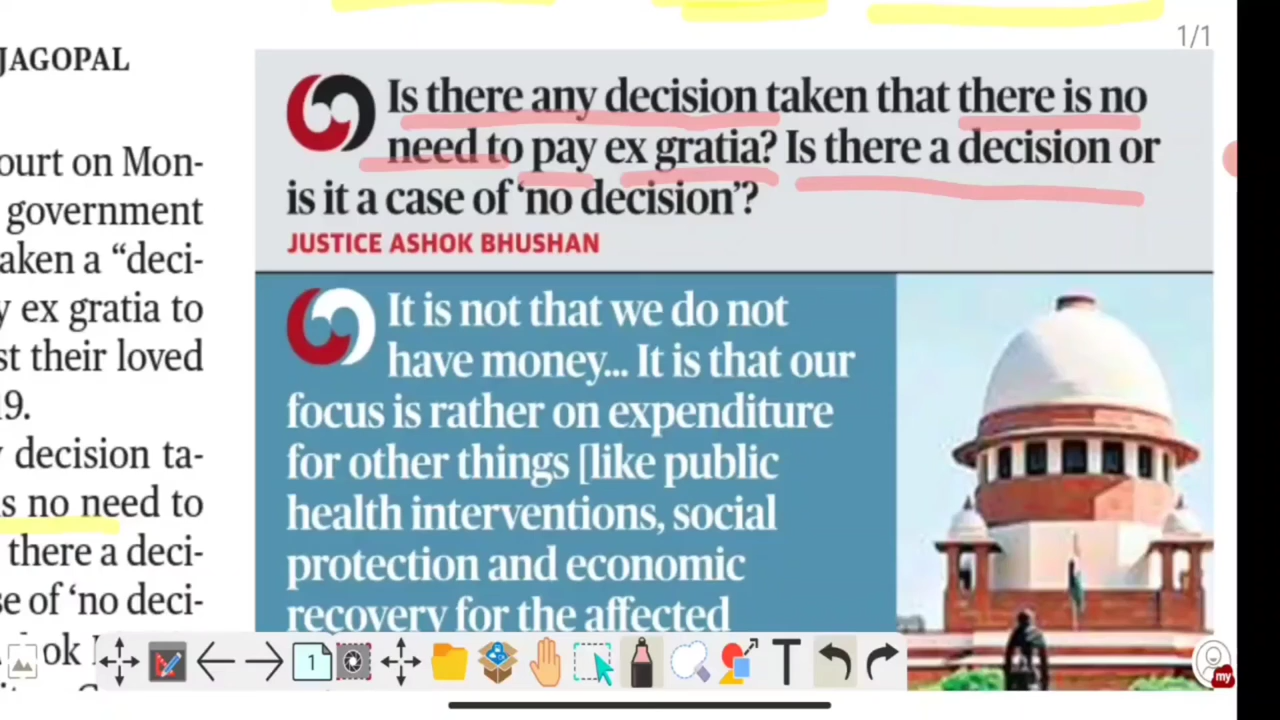 1/1
JAGOPAL
ourt on Mon-
government
aken a “deci-
y ex gratia to
st their loved
19.
decision ta-
s no need to
there a deci-
se of ‘no deci-
ok
Is there any decision taken that there is no
need to pay ex gratia? Is there a decision or
is it a case of ‘no decision’?
JUSTICE ASHOK BHUSHAN
It is not that we do not
have money... It is that our
focus is rather on expenditure
for other things [like public
health interventions, social
protection and economic
recovery for the affected
1
T
my